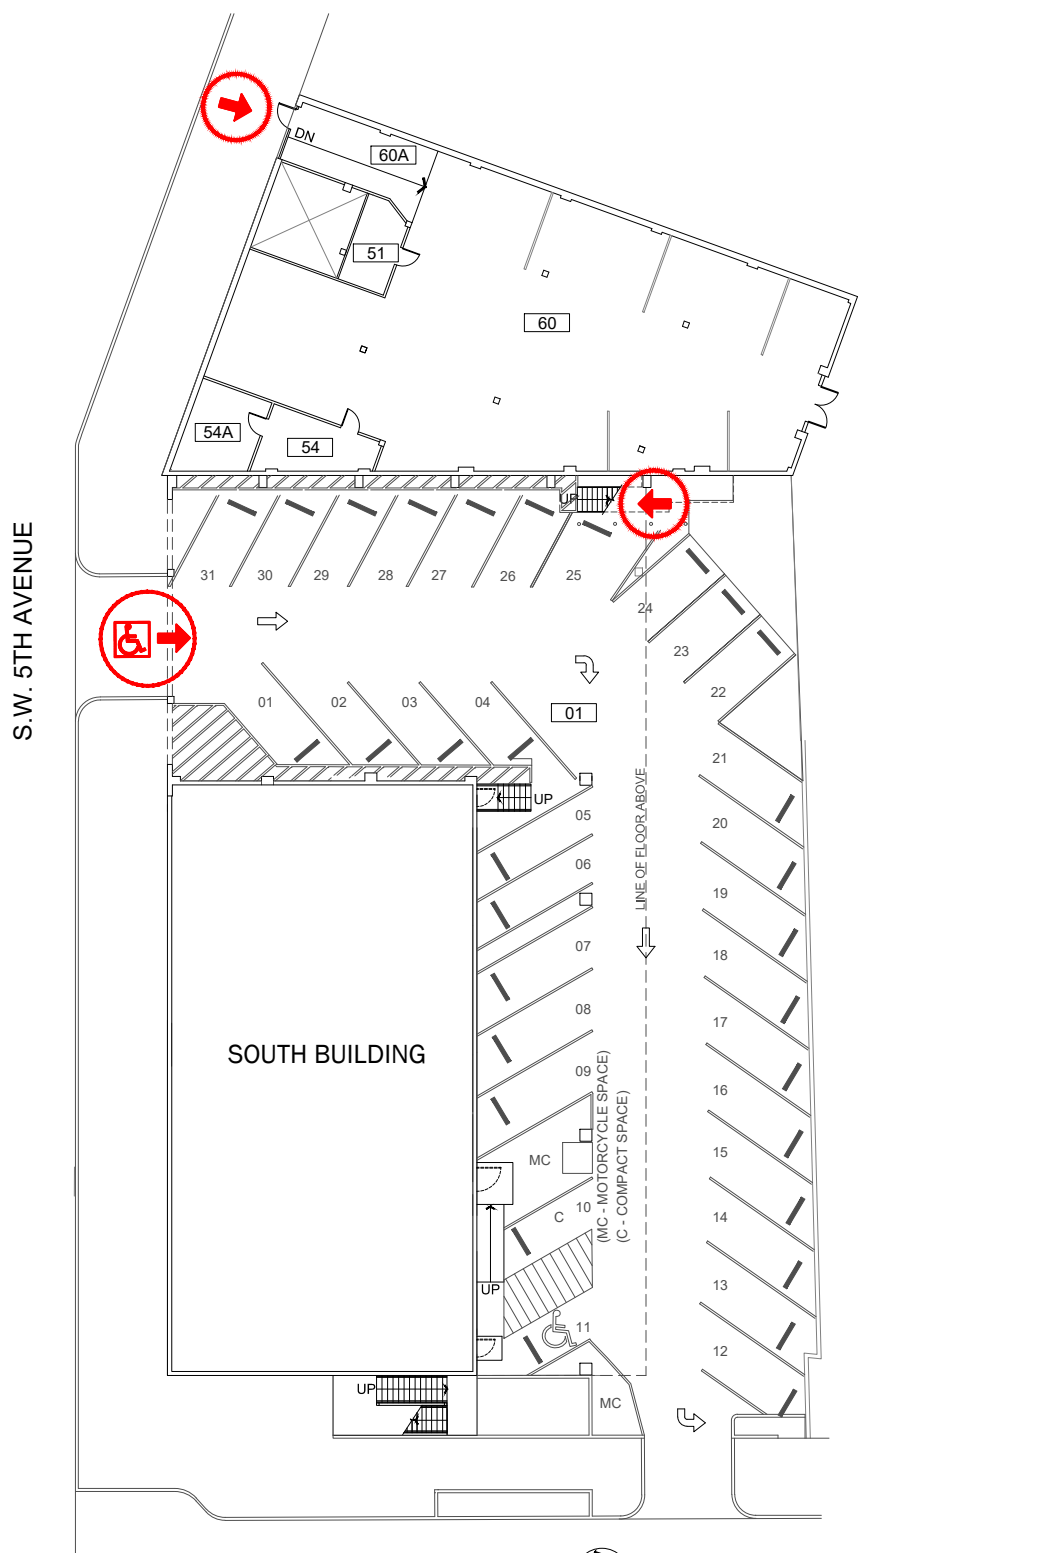 DN
60A
51
60
54A
54
UP
S.W. 5TH AVENUE
31
30
29
28
27
26
25
24
23
22
01
02
03
04
01
21
UP
05
LINE OF FLOOR ABOVE
20
06
19
07
18
08
17
SOUTH BUILDING
09
16
(MC - MOTORCYCLE SPACE)
(C - COMPACT SPACE)
MC
15
10
C
14
UP
13
11
12
UP
MC